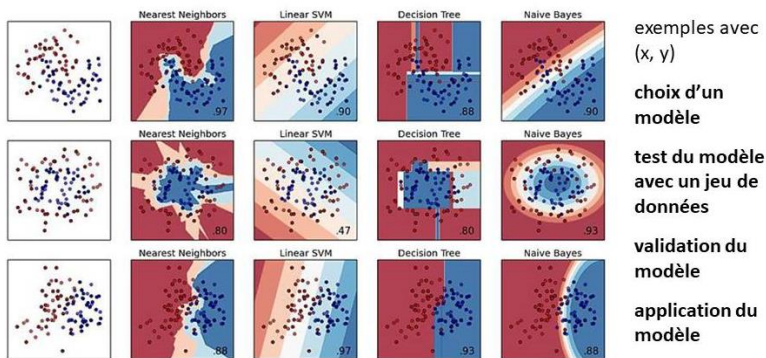 Nearest Neighbors Linear SVM Decision Tree Naive Bayes
.97 .90 .88 .90
Nearest Neighbors Linear SVM Decision Tree Naive Bayes
.80 .47 .80 .93
Nearest Neighbors Linear SVM Decision Tree Naive Bayes
.88 .97 .93 .88
exemples avec
(x, y)
choix d’un
modèle
test du modèle
avec un jeu de
données
validation du
modèle
application du
modèle